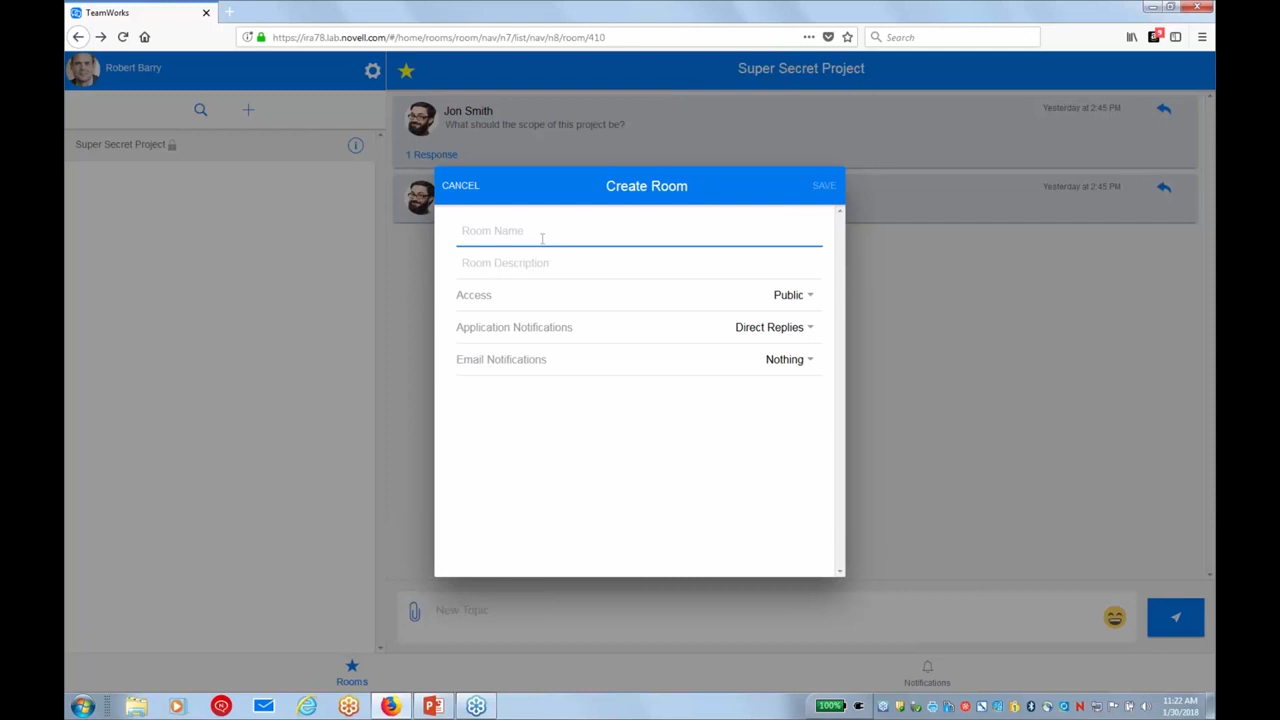 TeamWorks
https://ira78.lab.novell.com/#/home/rooms/room/nav/n7/list/nav/n8/room/410
Search
Robert Barry
Super Secret Project
Super Secret Project
Jon Smith
What should the scope of this project be?
Yesterday at 2:45 PM
1 Response
Yesterday at 2:45 PM
CANCEL
Create Room
SAVE
Room Name
Room Description
Access
Public
Application Notifications
Direct Replies
Email Notifications
Nothing
New Topic
Rooms
Notifications
100%
11:22 AM
1/30/2018